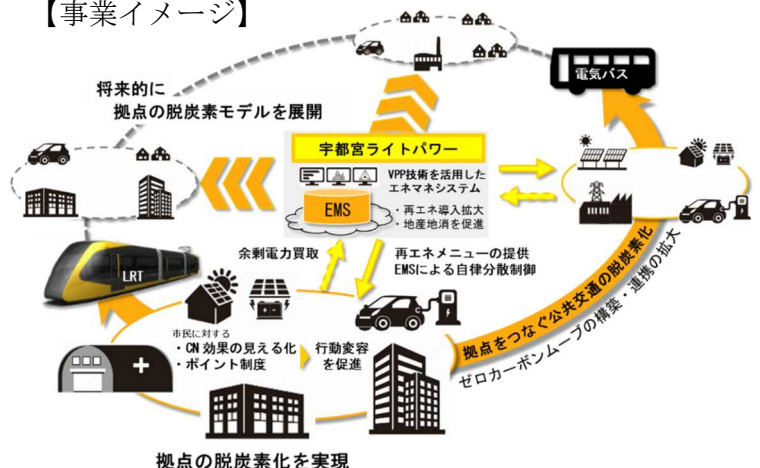 【事業イメージ】
電気バス
将来的に
拠点の脱炭素モデルを展開
宇都宮ライトパワー
VPP技術を活用した
エネマネシステム
EMS
・再エネ導入拡大
・地産地消を促進
余剰電力買取
再エネメニューの提供
EMSによる自律分散制御
LRT
市民に対する
・CN効果の見える化
・ポイント制度
行動変容
を促進
拠点をつなぐ公共交通の脱炭素化
ゼロカーボンムーブの構築・連携の拡大
拠点の脱炭素化を実現